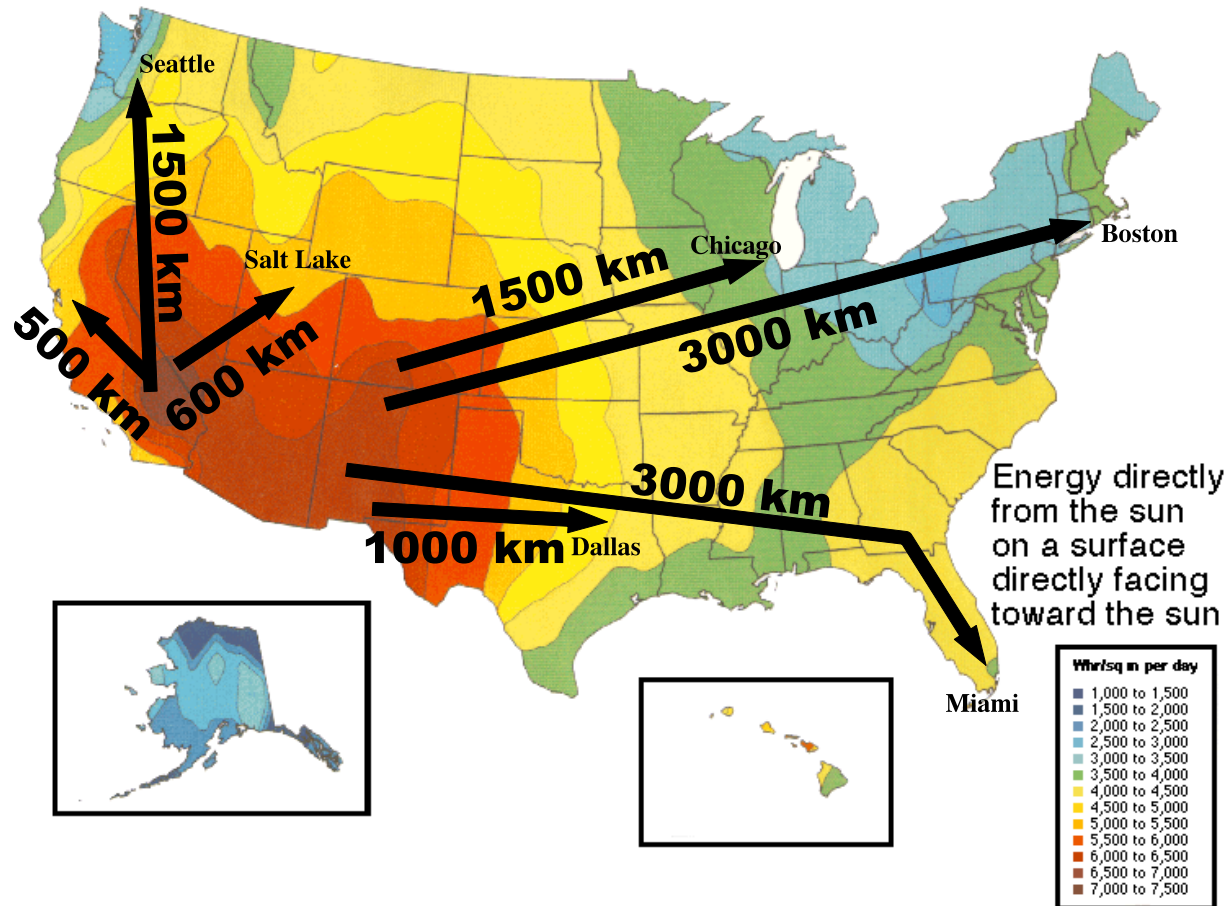 Seattle
1500 km
Salt Lake
500 km
600 km
Chicago
1500 km
Boston
3000 km
3000 km
1000 km
Dallas
Miami
Energy directly
from the sun
on a surface
directly facing
toward the sun
Whr/sq m per day
1,000 to 1,500
1,500 to 2,000
2,000 to 2,500
2,500 to 3,000
3,000 to 3,500
3,500 to 4,000
4,000 to 4,500
4,500 to 5,000
5,000 to 5,500
5,500 to 6,000
6,000 to 6,500
6,500 to 7,000
7,000 to 7,500